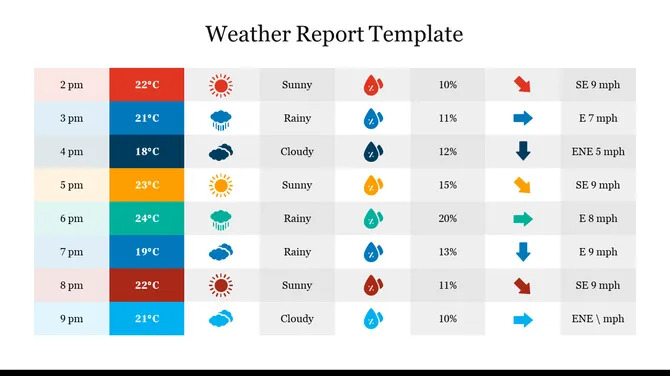 Weather Report Template
2 pm 22°C Sunny 10% SE 9 mph
3 pm 21°C Rainy 11% E 7 mph
4 pm 18°C Cloudy 12% ENE 5 mph
5 pm 23°C Sunny 15% SE 9 mph
6 pm 24°C Rainy 20% E 8 mph
7 pm 19°C Rainy 13% E 9 mph
8 pm 22°C Sunny 11% SE 9 mph
9 pm 21°C Cloudy 10% ENE \ mph